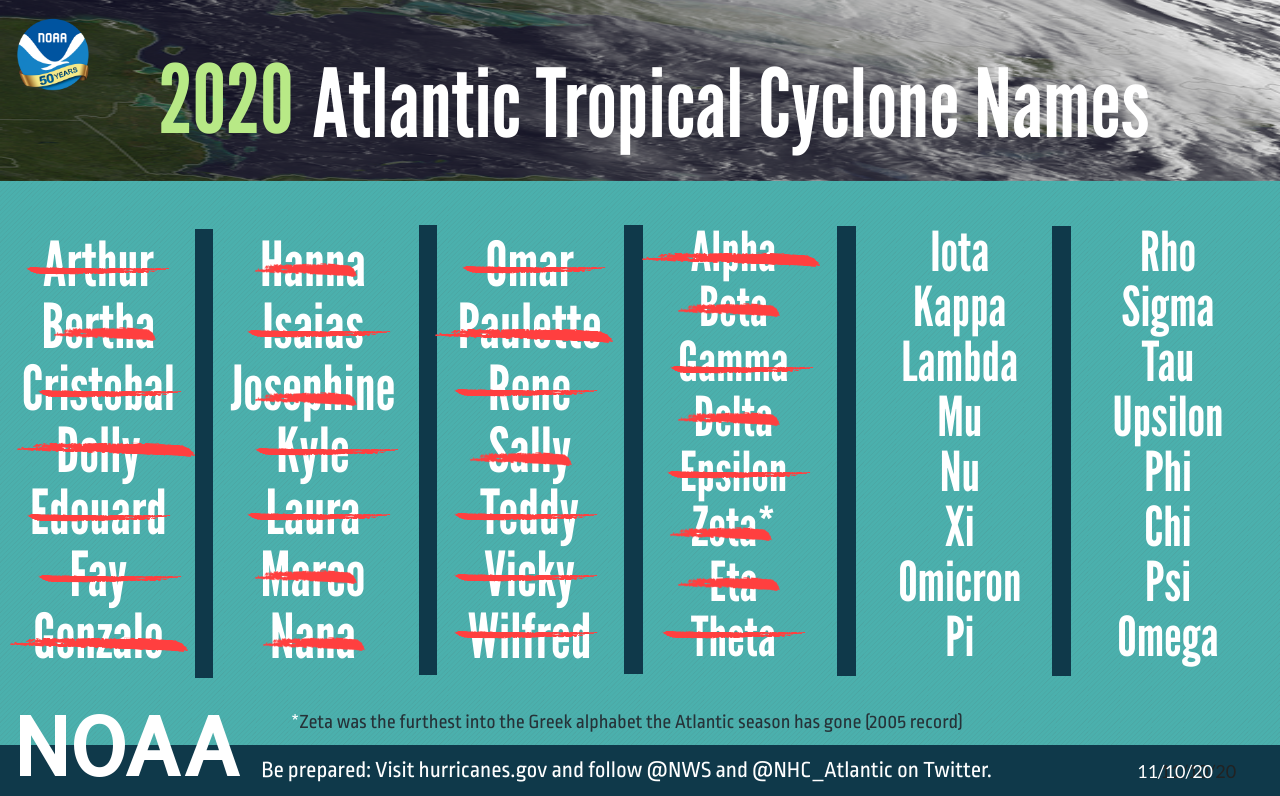 NOAA
50 YEARS
2020 Atlantic Tropical Cyclone Names
Arthur
Bertha
Cristobal
Dolly
Edouard
Fay
Gonzalo
Hanna
Isaias
Josephine
Kyle
Laura
Marco
Nana
Omar
Paulette
Rene
Sally
Teddy
Vicky
Wilfred
Alpha
Beta
Gamma
Delta
Epsilon
Zeta*
Eta
Theta
Iota
Kappa
Lambda
Mu
Nu
Xi
Omicron
Pi
Rho
Sigma
Tau
Upsilon
Phi
Chi
Psi
Omega
*Zeta was the furthest into the Greek alphabet the Atlantic season has gone (2005 record)
NOAA
Be prepared: Visit hurricanes.gov and follow @NWS and @NHC_Atlantic on Twitter.
11/10/20